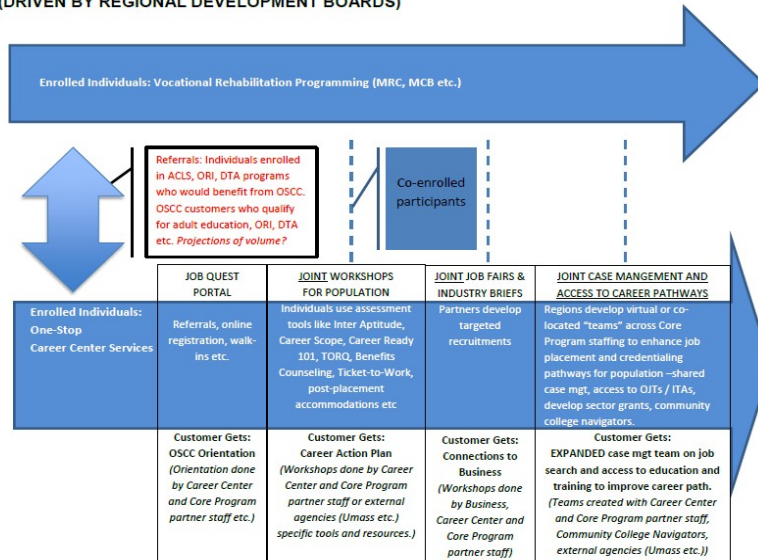 (DRIVEN BY REGIONAL DEVELOPMENT BOARDS)
Enrolled Individuals: Vocational Rehabilitation Programming (MRC, MCB etc.)
Referrals: Individuals enrolled
in ACLS, ORI, DTA programs
who would benefit from OSCC.
OSCC customers who qualify
for adult education, ORI, DTA
etc. Projections of volume?
Co-enrolled
participants
Enrolled Individuals:
One-Stop
Career Center Services
JOB QUEST
PORTAL
Referrals, online
registration, walk-
ins etc.
Customer Gets:
OSCC Orientation
(Orientation done
by Career Center
and Core Program
partner staff etc.)
JOINT WORKSHOPS
FOR POPULATION
Individuals use assessment
tools like Inter Aptitude,
Career Scope, Career Ready
101, TORQ, Benefits
Counseling, Ticket-to-Work,
post-placement
accommodations etc
Customer Gets:
Career Action Plan
(Workshops done by Career
Center and Core Program
partner staff or external
agencies (Umass etc.)
specific tools and resources.)
JOINT JOB FAIRS &
INDUSTRY BRIEFS
Partners develop
targeted
recruitments
Customer Gets:
Connections to
Business
(Workshops done
by Business,
Career Center and
Core Program
partner staff)
JOINT CASE MANGEMENT AND
ACCESS TO CAREER PATHWAYS
Regions develop virtual or co-
located “teams” across Core
Program staffing to enhance job
placement and credentialing
pathways for population –shared
case mgt, access to OJTs / ITAs,
develop sector grants, community
college navigators.
Customer Gets:
EXPANDED case mgt team on job
search and access to education and
training to improve career path.
(Teams created with Career Center
and Core Program partner staff,
Community College Navigators,
external agencies (Umass etc.))